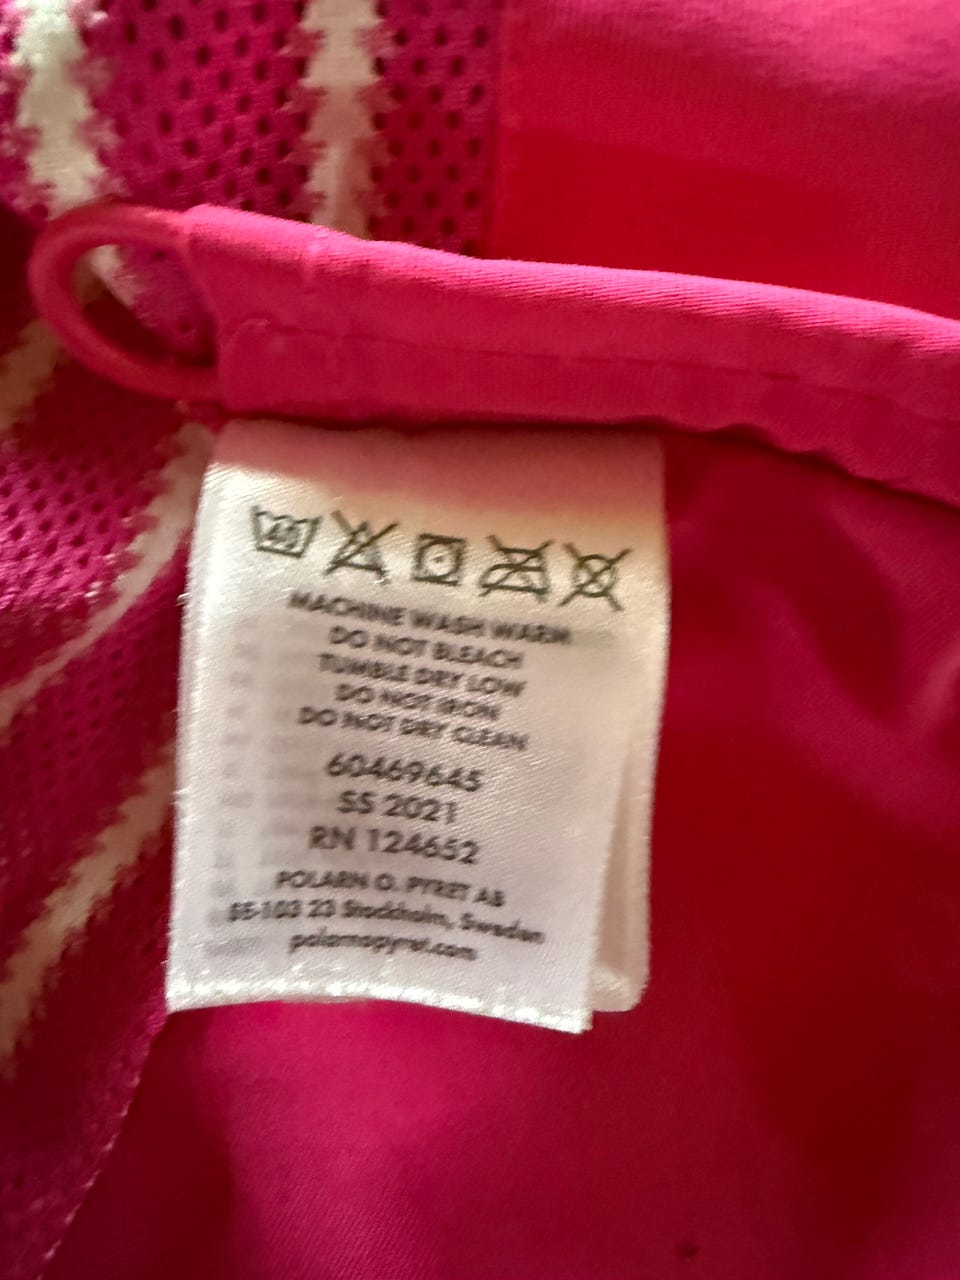 40
MACHINE WASH WARM
DO NOT BLEACH
TUMBLE DRY LOW
DO NOT IRON
DO NOT DRY CLEAN
60469645
SS 2021
RN 124652
POLARN O. PYRET AB
SE-103 23 Stockholm, Sweden
polarnopyret.com